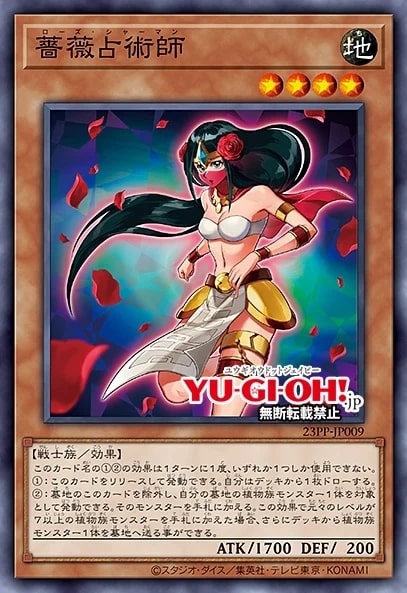 ローズ シャーマン
薔薇占術師
ち
地
ユウギオウドットジェイピー
YU-GI-OH!.jp
無断転載禁止
23PP-JP009
【戦士族／効果】
このカード名の①②の効果は1ターンに1度、いずれか1つしか使用できない。
①：このカードをリリースして発動できる。自分はデッキから1枚ドローする。
②：墓地のこのカードを除外し、自分の墓地の植物族モンスター1体を対象
として発動できる。そのモンスターを手札に加える。この効果で元々のレベルが
7以上の植物族モンスターを手札に加えた場合、さらにデッキから植物族
モンスター1体を墓地へ送る事ができる。
ATK/1700 DEF/ 200
©スタジオ・ダイス／集英社・テレビ東京・KONAMI